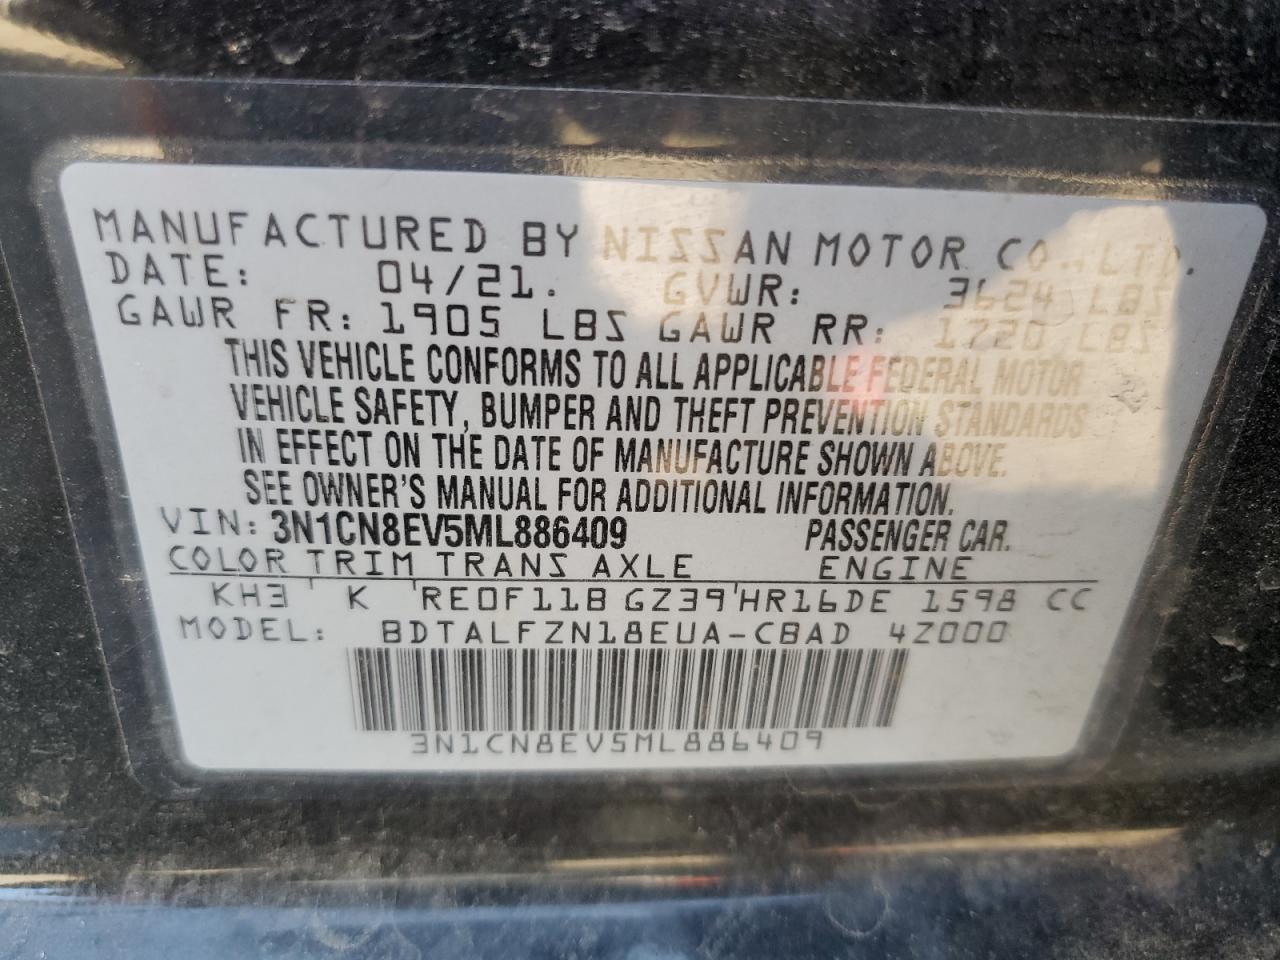 MANUFACTURED BY NISSAN MOTOR CO.,LTD.
DATE: 04/21. GVWR: 3624 LBS
GAWR FR: 1905 LBS GAWR RR: 1720 LBS
THIS VEHICLE CONFORMS TO ALL APPLICABLE FEDERAL MOTOR
VEHICLE SAFETY, BUMPER AND THEFT PREVENTION STANDARDS
IN EFFECT ON THE DATE OF MANUFACTURE SHOWN ABOVE.
SEE OWNER'S MANUAL FOR ADDITIONAL INFORMATION.
VIN: 3N1CN8EV5ML886409 PASSENGER CAR.
COLOR TRIM TRANS AXLE ENGINE
KH3 K RE0F11B GZ39 HR16DE 1598 CC
MODEL: BDTALFZN18EUA-CBAD 4Z000
3N1CN8EV5ML886409